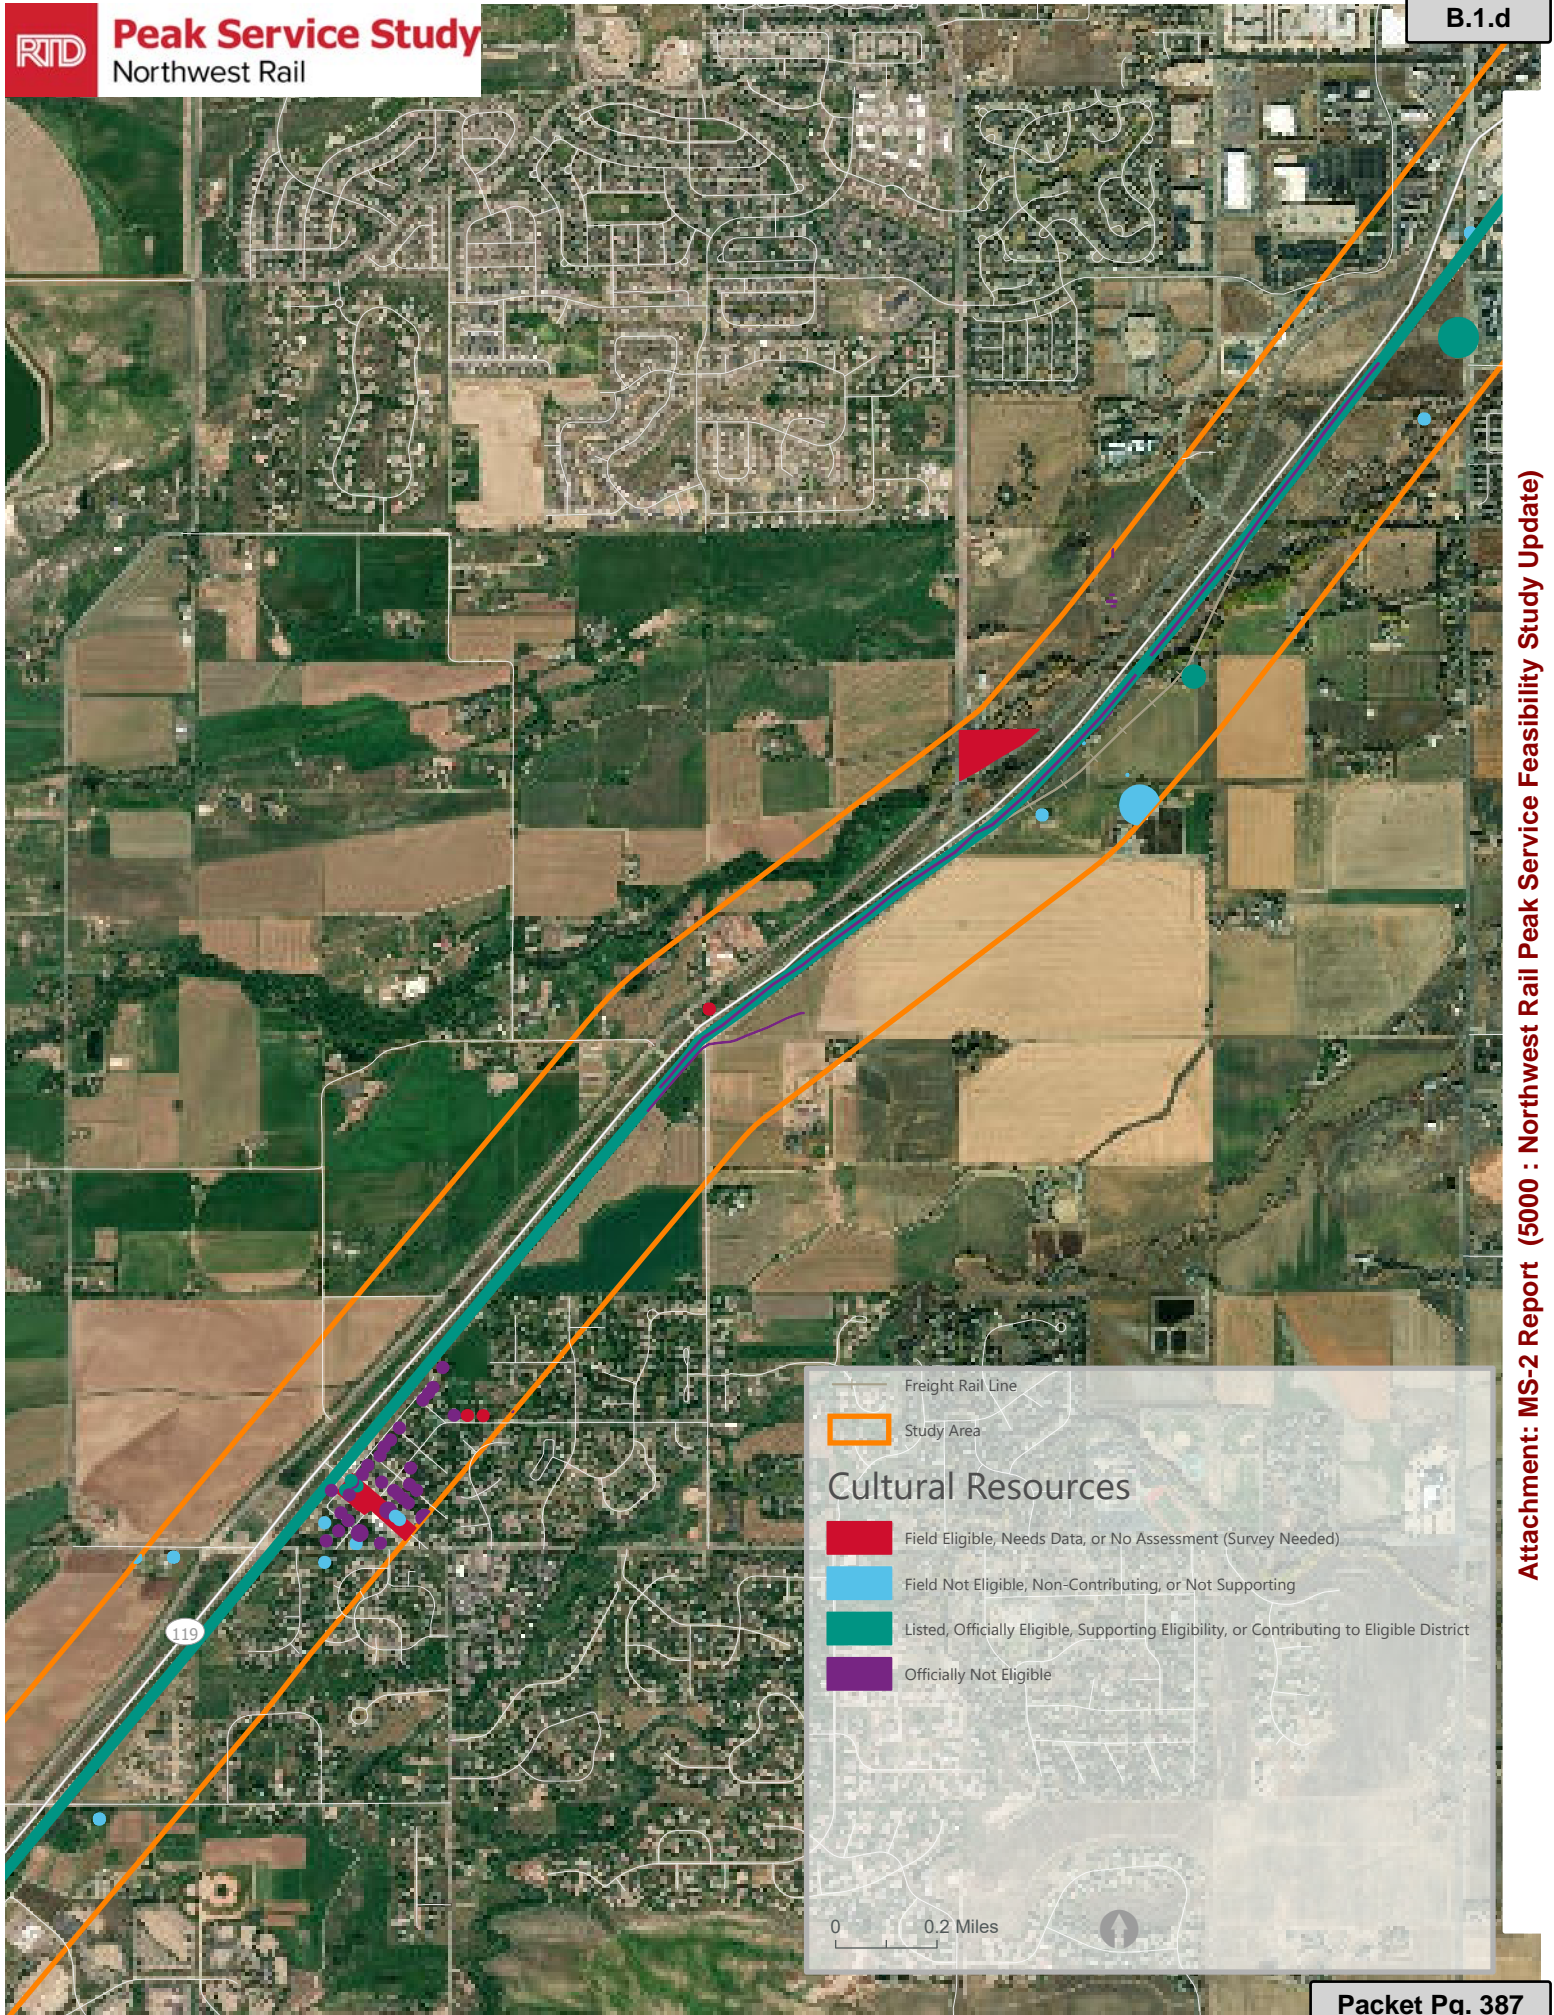 B.1.d
RTD
Peak Service Study
Northwest Rail
Attachment: MS-2 Report (5000 : Northwest Rail Peak Service Feasibility Study Update)
119
Freight Rail Line
Study Area
Cultural Resources
Field Eligible, Needs Data, or No Assessment (Survey Needed)
Field Not Eligible, Non-Contributing, or Not Supporting
Listed, Officially Eligible, Supporting Eligibility, or Contributing to Eligible District
Officially Not Eligible
0 0.2 Miles
Packet Pg. 387